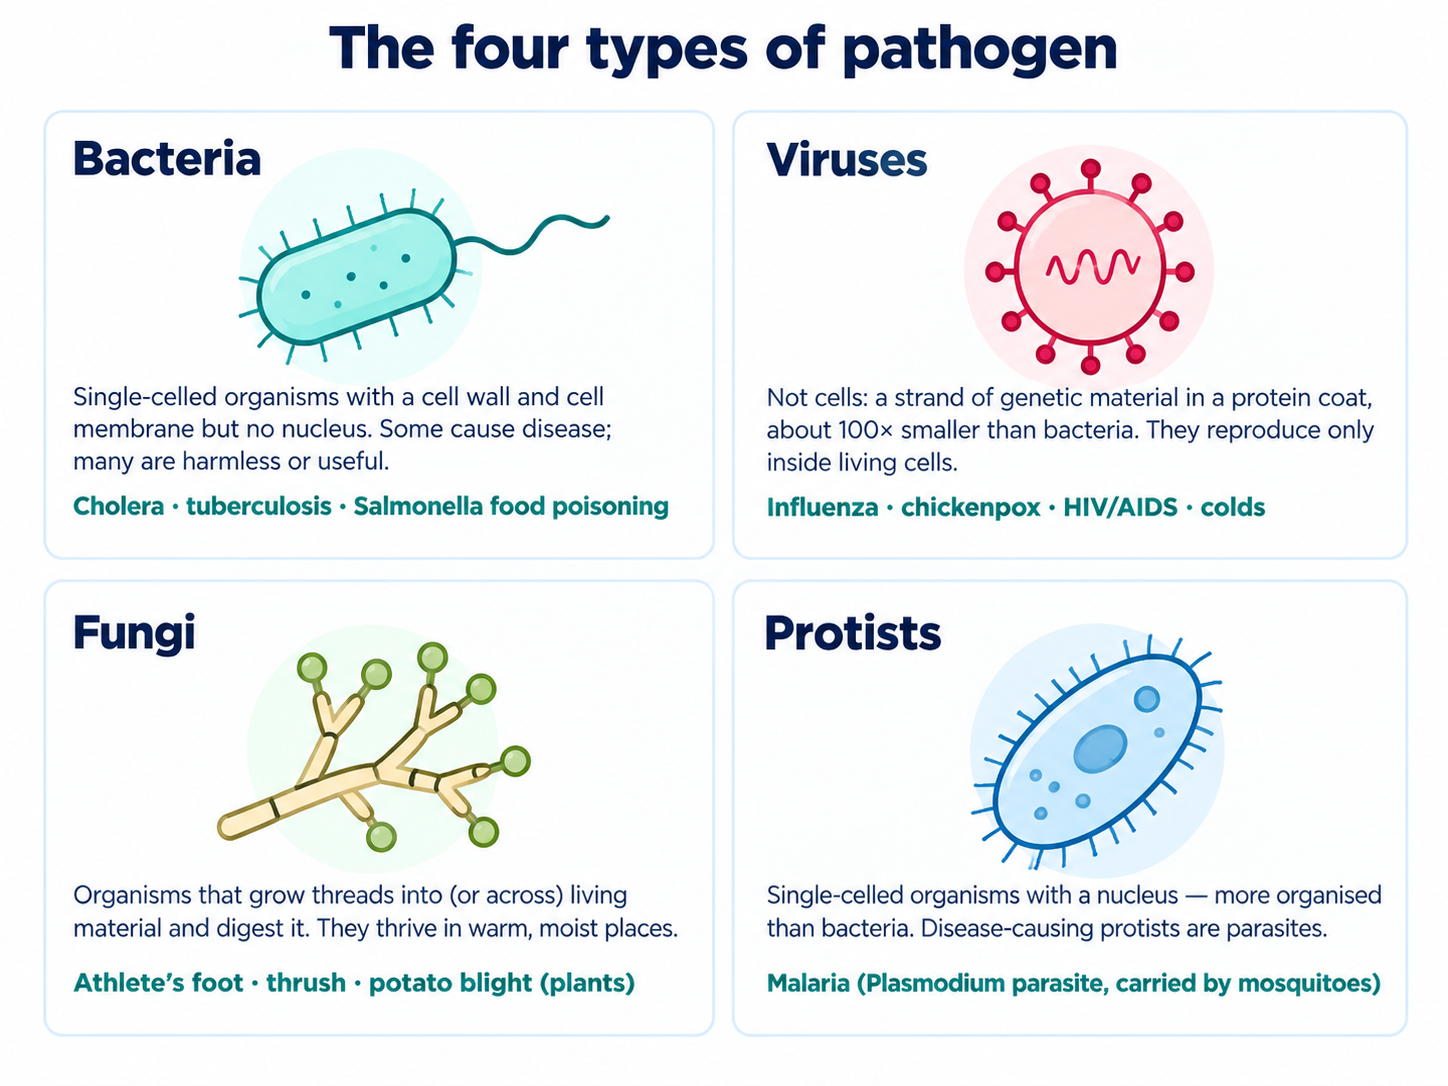 The four types of pathogen
Bacteria
Single-celled organisms with a cell wall and cell
membrane but no nucleus. Some cause disease;
many are harmless or useful.
Cholera · tuberculosis · Salmonella food poisoning
Viruses
Not cells: a strand of genetic material in a protein coat,
about 100× smaller than bacteria. They reproduce only
inside living cells.
Influenza · chickenpox · HIV/AIDS · colds
Fungi
Organisms that grow threads into (or across) living
material and digest it. They thrive in warm, moist places.
Athlete’s foot · thrush · potato blight (plants)
Protists
Single-celled organisms with a nucleus — more organised
than bacteria. Disease-causing protists are parasites.
Malaria (Plasmodium parasite, carried by mosquitoes)